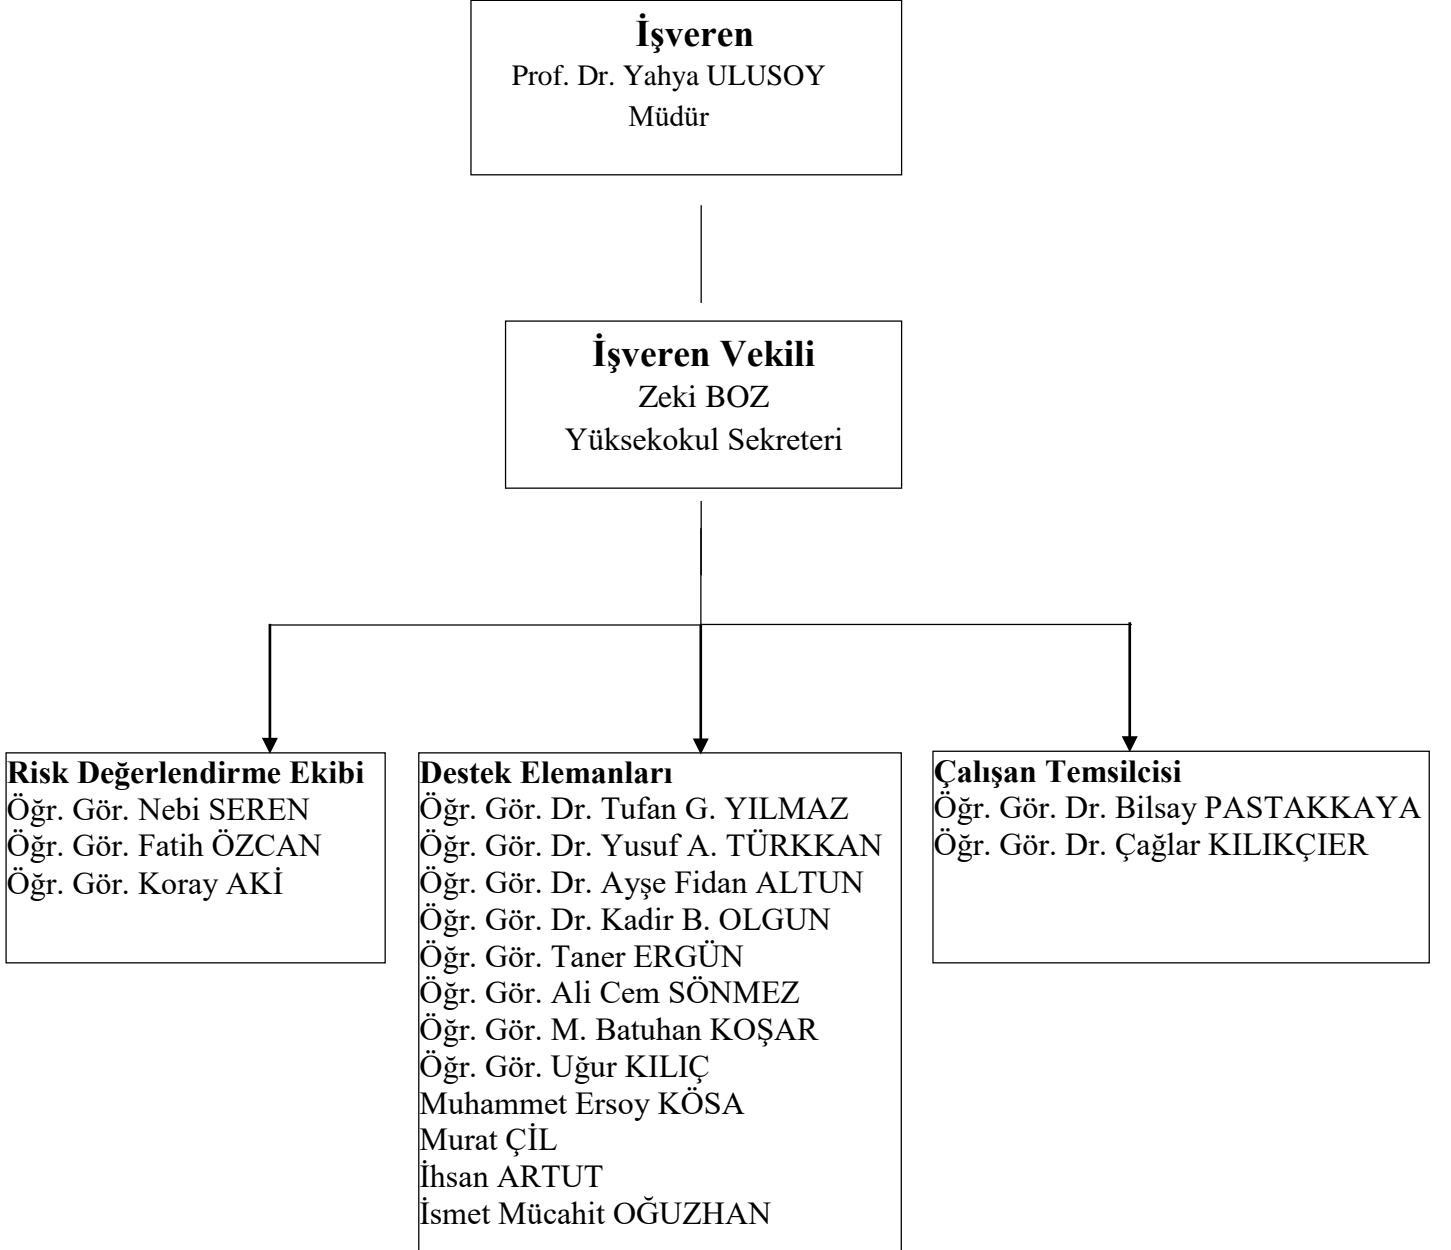 İşveren
Prof. Dr. Yahya ULUSOY
Müdür
İşveren Vekili
Zeki BOZ
Yüksekokul Sekreteri
Risk Değerlendirme Ekibi
Öğr. Gör. Nebi SEREN
Öğr. Gör. Fatih ÖZCAN
Öğr. Gör. Koray AKİ
Destek Elemanları
Öğr. Gör. Dr. Tufan G. YILMAZ
Öğr. Gör. Dr. Yusuf A. TÜRKKAN
Öğr. Gör. Dr. Ayşe Fidan ALTUN
Öğr. Gör. Dr. Kadir B. OLGUN
Öğr. Gör. Taner ERGÜN
Öğr. Gör. Ali Cem SÖNMEZ
Öğr. Gör. M. Batuhan KOŞAR
Öğr. Gör. Uğur KILIÇ
Muhammet Ersoy KÖSA
Murat ÇİL
İhsan ARTUT
İsmet Mücahit OĞUZHAN
Çalışan Temsilcisi
Öğr. Gör. Dr. Bilsay PASTAKKAYA
Öğr. Gör. Dr. Çağlar KILIKÇIER